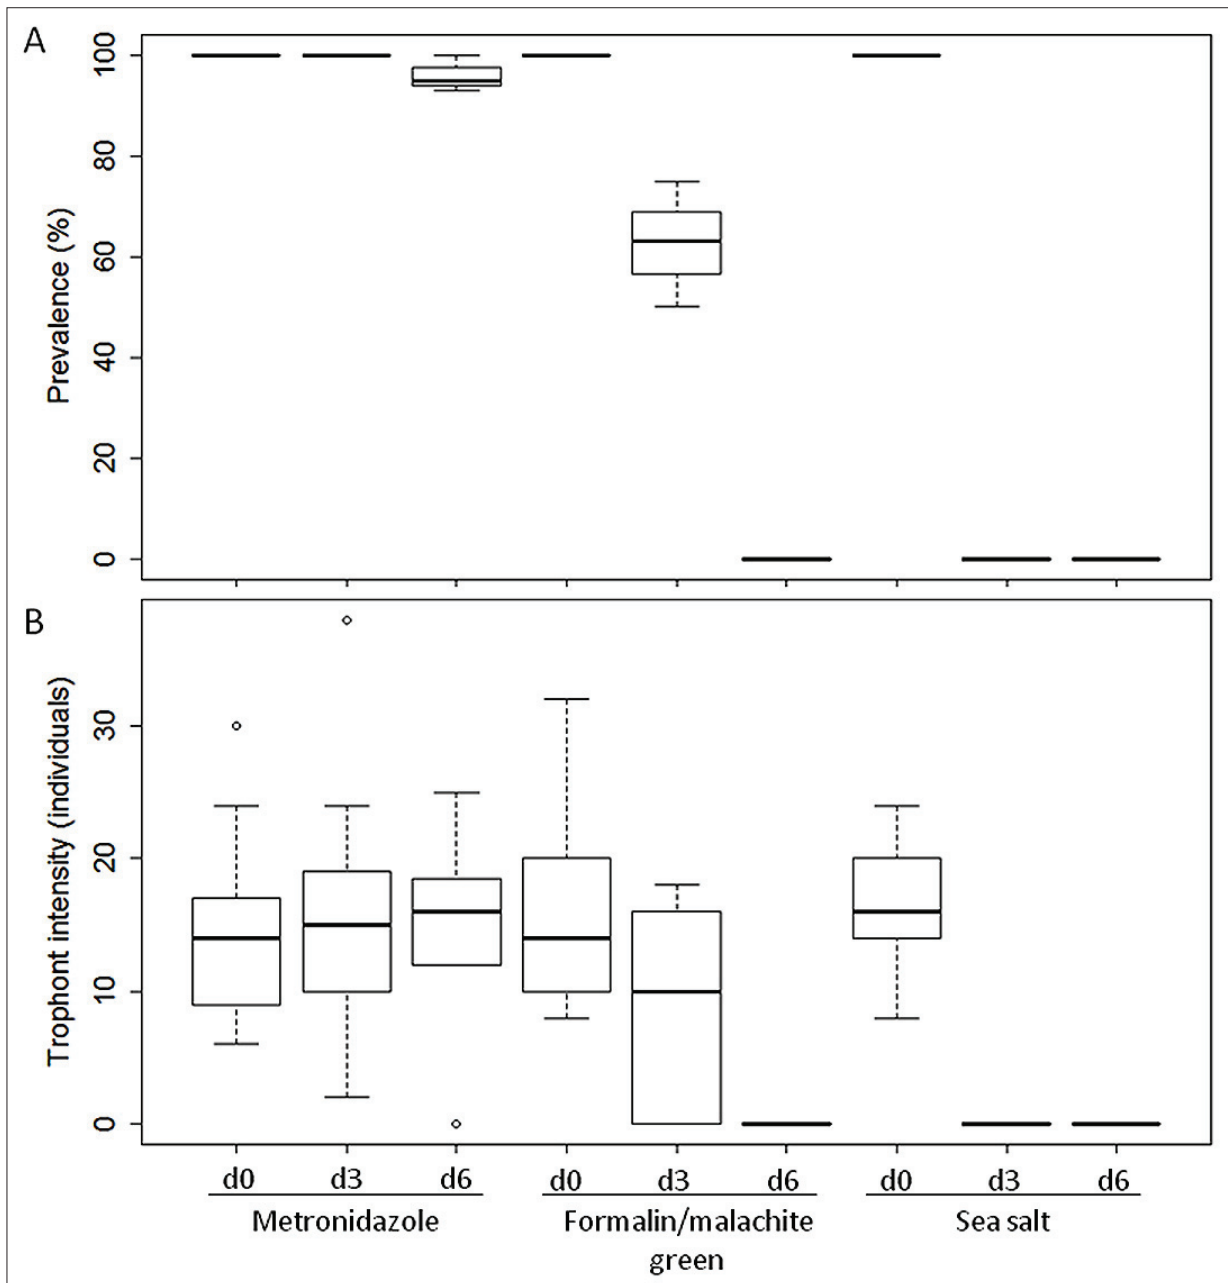 A
Prevalence (%)
100
80
60
40
20
0
B
Trophont intensity (individuals)
30
20
10
0
d0 d3 d6 d0 d3 d6 d0 d3 d6
Metronidazole Formalin/malachite Sea salt
green